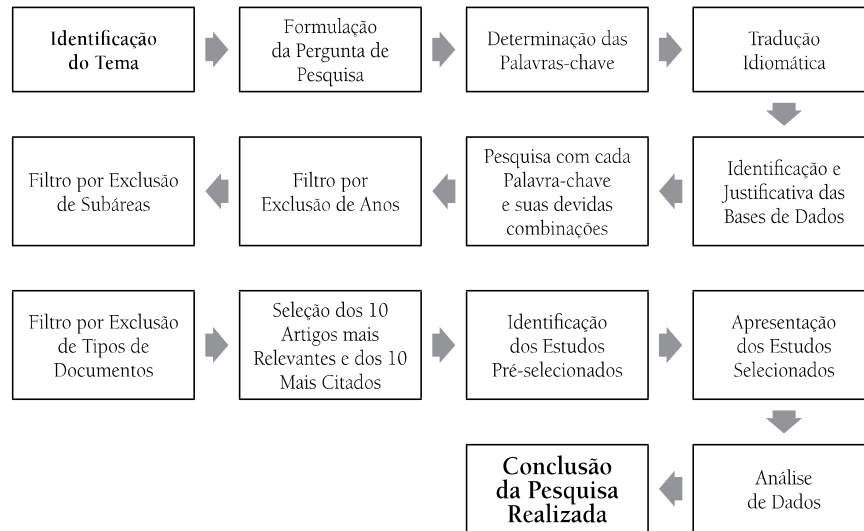 Identificação
do Tema
Formulação
da Pergunta de
Pesquisa
Determinação das
Palavras-chave
Tradução
Idiomática
Identificação e
Justificativa das
Bases de Dados
Pesquisa com cada
Palavra-chave
e suas devidas
combinações
Filtro por
Exclusão de Anos
Filtro por Exclusão
de Subáreas
Filtro por Exclusão
de Tipos de
Documentos
Seleção dos 10
Artigos mais
Relevantes e dos 10
Mais Citados
Identificação
dos Estudos
Pré-selecionados
Apresentação
dos Estudos
Selecionados
Análise
de Dados
Conclusão
da Pesquisa
Realizada